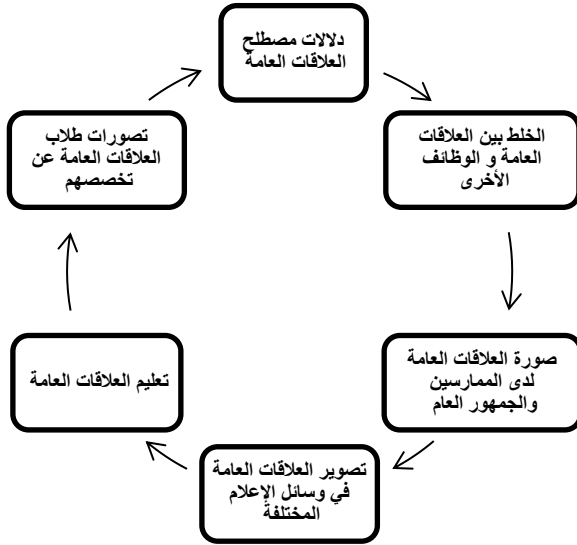 دلالات مصطلح
العلاقات العامة
الخلط بين العلاقات
العامة و الوظائف
الأخرى
صورة العلاقات العامة
لدى الممارسين
والجمهور العام
تصوير العلاقات العامة
في وسائل الإعلام
المختلفة
تعليم العلاقات العامة
تصورات طلاب
العلاقات العامة عن
تخصصهم